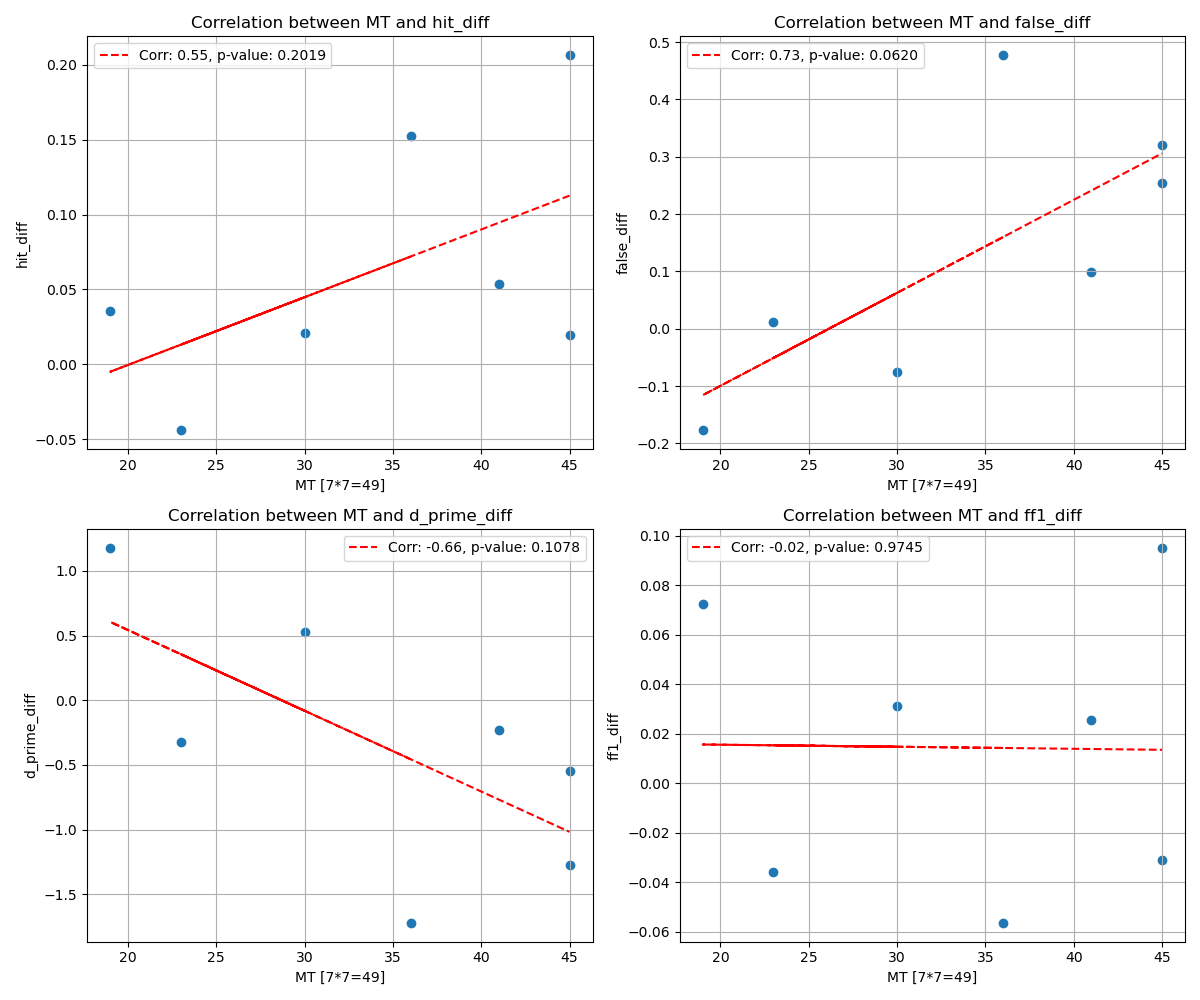 Correlation between MT and hit_diff
Corr: 0.55, p-value: 0.2019
0.20
0.15
0.10
0.05
0.00
−0.05
hit_diff
20 25 30 35 40 45
MT [7*7=49]
Correlation between MT and false_diff
Corr: 0.73, p-value: 0.0620
0.5
0.4
0.3
0.2
0.1
0.0
−0.1
−0.2
false_diff
20 25 30 35 40 45
MT [7*7=49]
Correlation between MT and d_prime_diff
Corr: -0.66, p-value: 0.1078
1.0
0.5
0.0
−0.5
−1.0
−1.5
d_prime_diff
20 25 30 35 40 45
MT [7*7=49]
Correlation between MT and ff1_diff
Corr: -0.02, p-value: 0.9745
0.10
0.08
0.06
0.04
0.02
0.00
−0.02
−0.04
−0.06
ff1_diff
20 25 30 35 40 45
MT [7*7=49]